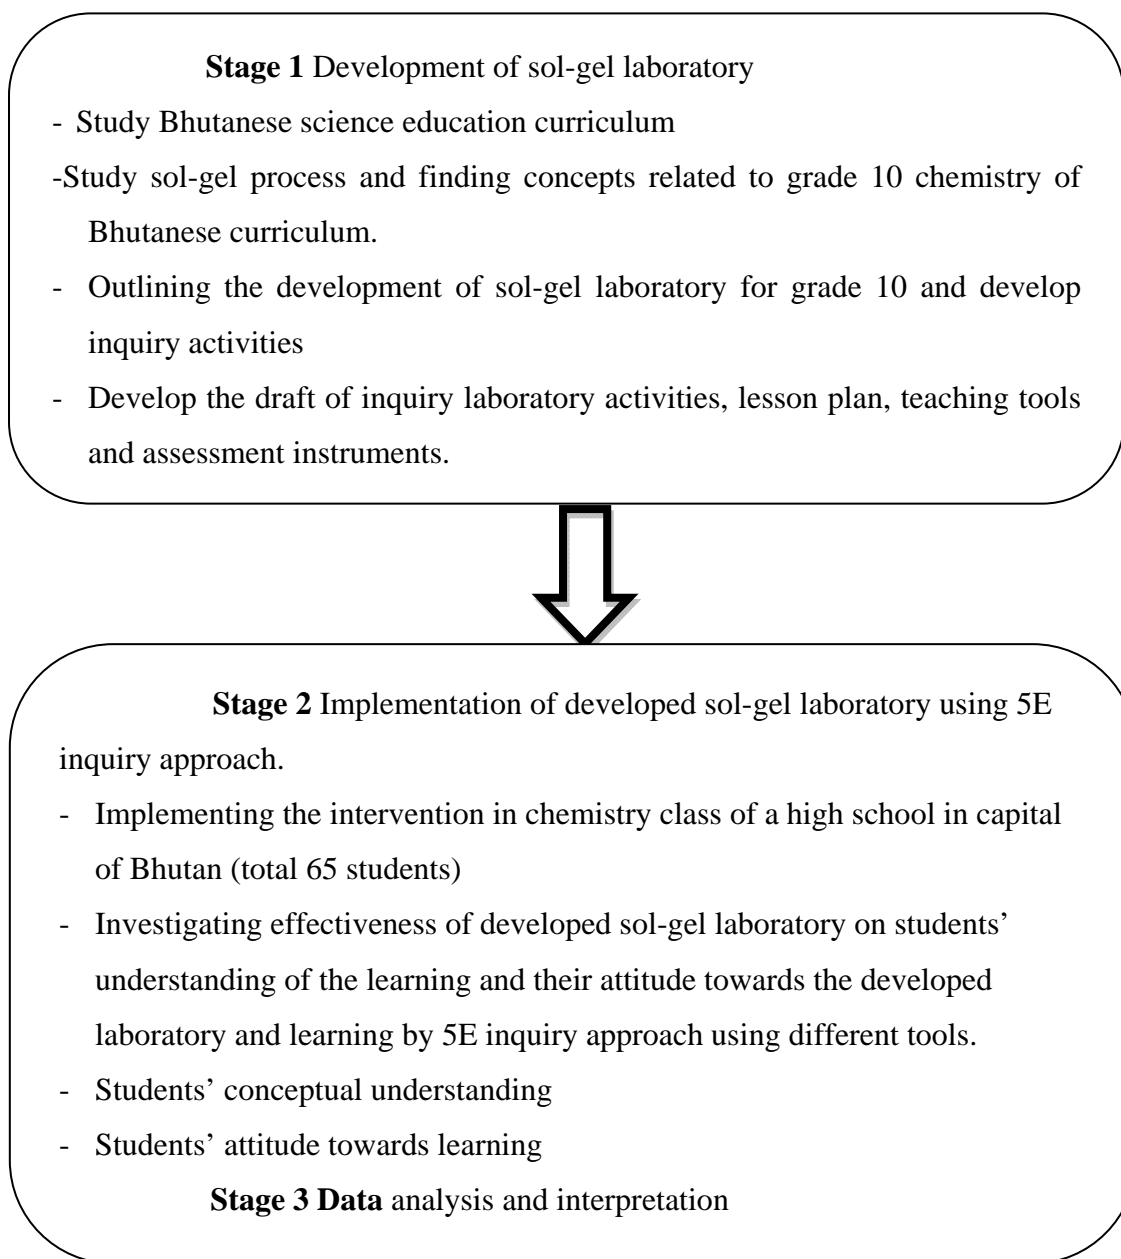 Stage 1 Development of sol-gel laboratory
- Study Bhutanese science education curriculum
-Study sol-gel process and finding concepts related to grade 10 chemistry of
Bhutanese curriculum.
- Outlining the development of sol-gel laboratory for grade 10 and develop
inquiry activities
- Develop the draft of inquiry laboratory activities, lesson plan, teaching tools
and assessment instruments.
Stage 2 Implementation of developed sol-gel laboratory using 5E
inquiry approach.
- Implementing the intervention in chemistry class of a high school in capital
of Bhutan (total 65 students)
- Investigating effectiveness of developed sol-gel laboratory on students’
understanding of the learning and their attitude towards the developed
laboratory and learning by 5E inquiry approach using different tools.
- Students’ conceptual understanding
- Students’ attitude towards learning
Stage 3 Data analysis and interpretation